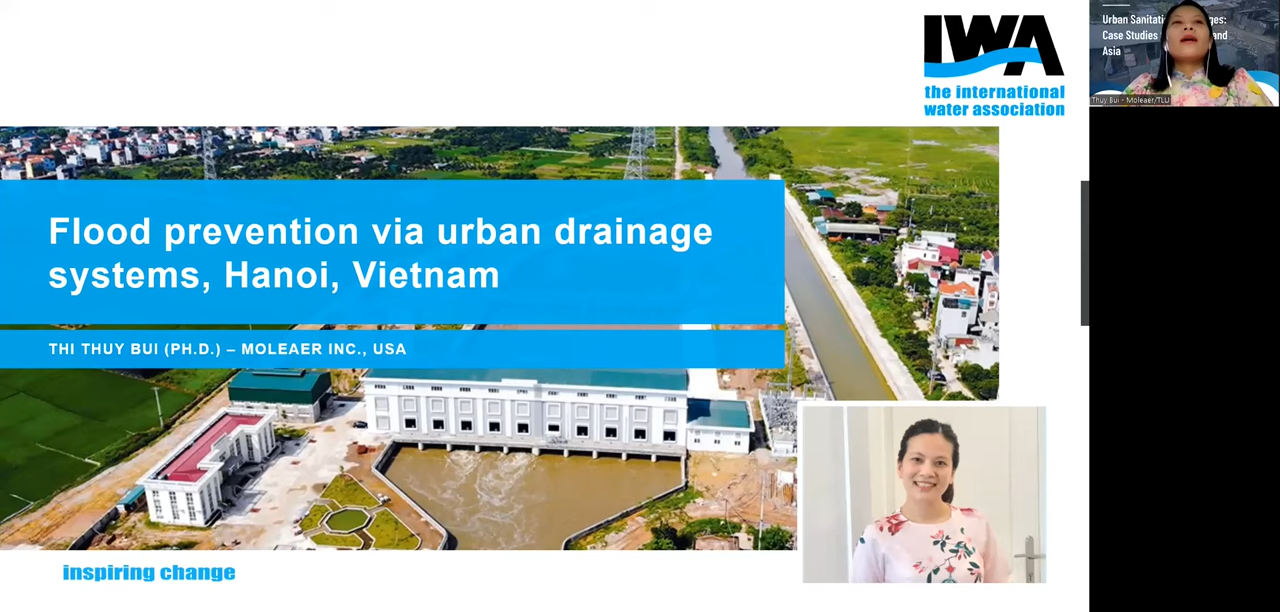 IWA
the international
water association
Flood prevention via urban drainage
systems, Hanoi, Vietnam
THI THUY BUI (PH.D.) – MOLEAER INC., USA
inspiring change
Urban Sanitati ges:
Case Studies and
Asia
Thuy Bui - Moleaer/TLU